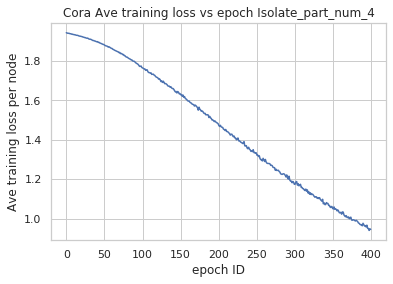 Cora Ave training loss vs epoch Isolate_part_num_4
Ave training loss per node
1.8
1.6
1.4
1.2
1.0
0 50 100 150 200 250 300 350 400
epoch ID